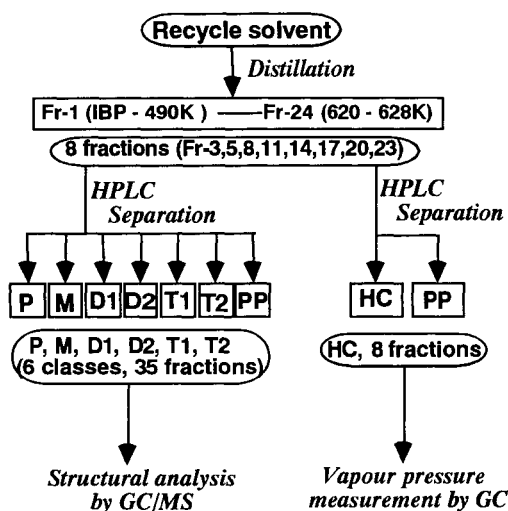 Recycle solvent
Distillation
Fr-1 (IBP - 490K ) —— Fr-24 (620 - 628K)
8 fractions (Fr-3,5,8,11,14,17,20,23)
HPLC
Separation
HPLC
Separation
P M D1 D2 T1 T2 PP
HC PP
P, M, D1, D2, T1, T2
(6 classes, 35 fractions)
HC, 8 fractions
Structural analysis
by GC/MS
Vapour pressure
measurement by GC